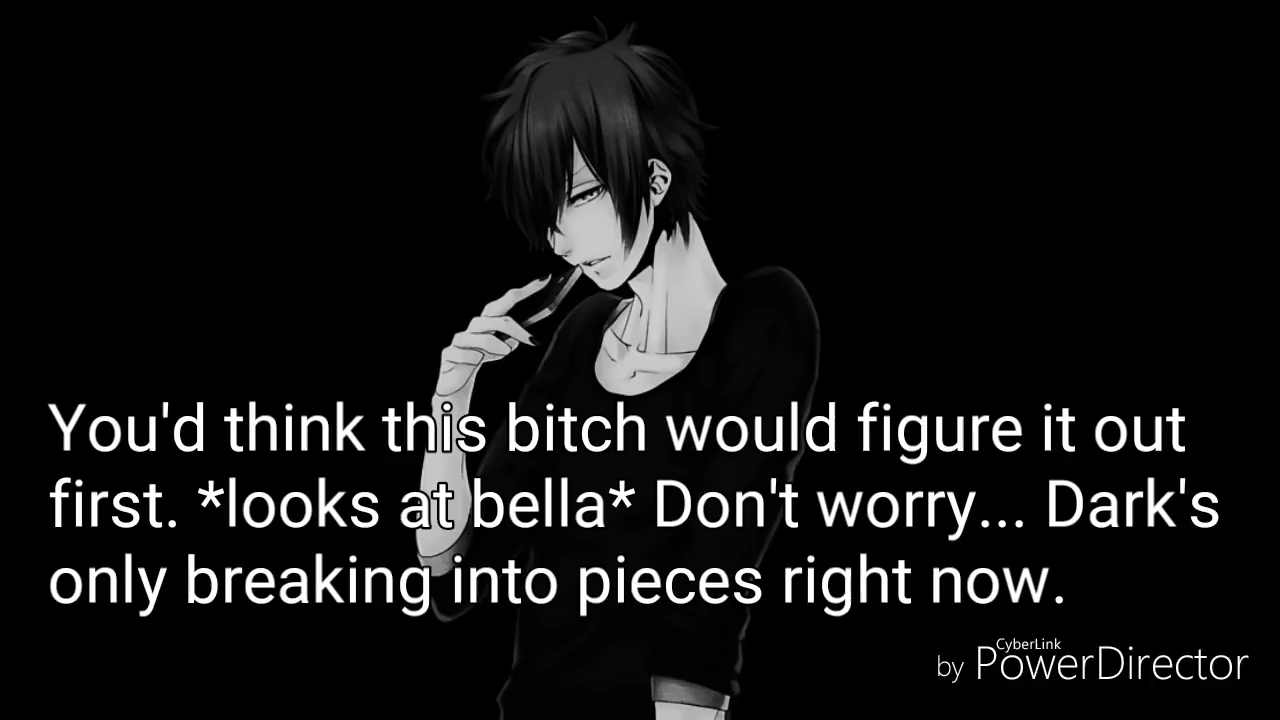 You'd think this bitch would figure it out
first. *looks at bella* Don't worry... Dark's
only breaking into pieces right now.
CyberLink
by PowerDirector